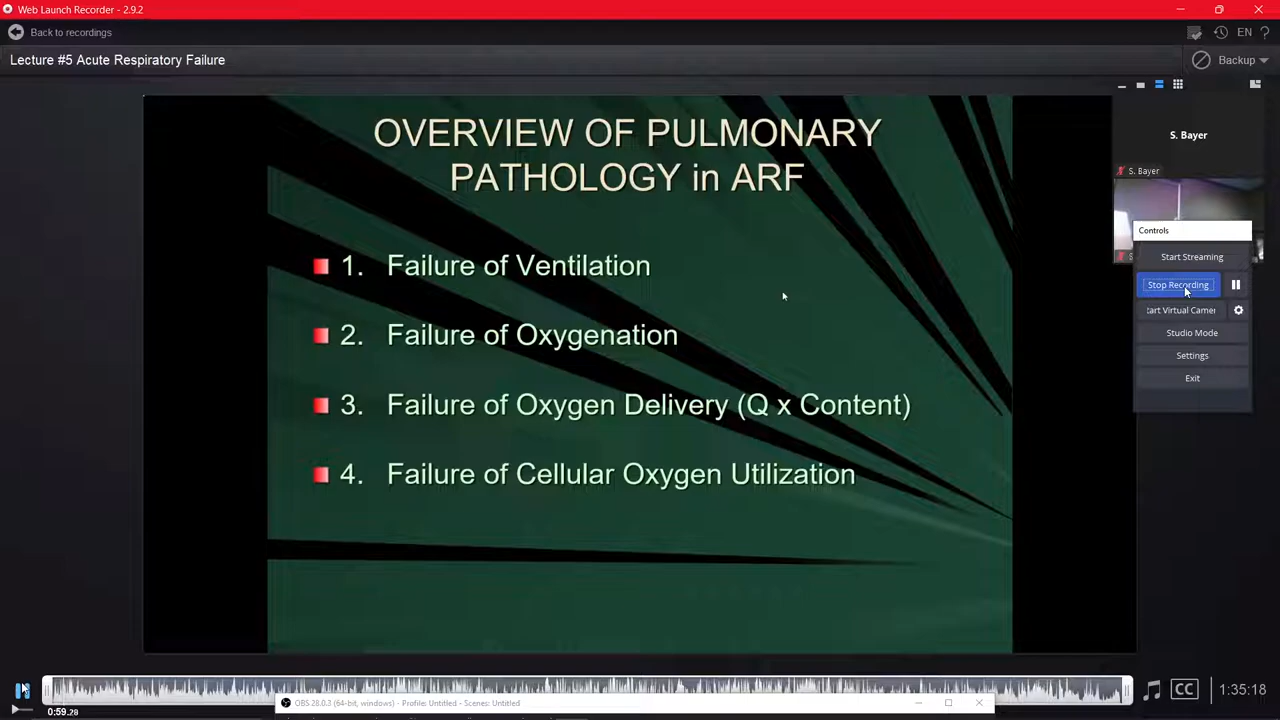 Web Launch Recorder - 2.9.2
Back to recordings
EN ?
Lecture #5 Acute Respiratory Failure
Backup
OVERVIEW OF PULMONARY
PATHOLOGY in ARF
1. Failure of Ventilation
2. Failure of Oxygenation
3. Failure of Oxygen Delivery (Q x Content)
4. Failure of Cellular Oxygen Utilization
S. Bayer
S. Bayer
Controls
Start Streaming
Stop Recording
tart Virtual Camer
Studio Mode
Settings
Exit
CC
1:35:18
0:59.28
OBS 28.0.3 (64-bit, windows) - Profile: Untitled - Scenes: Untitled